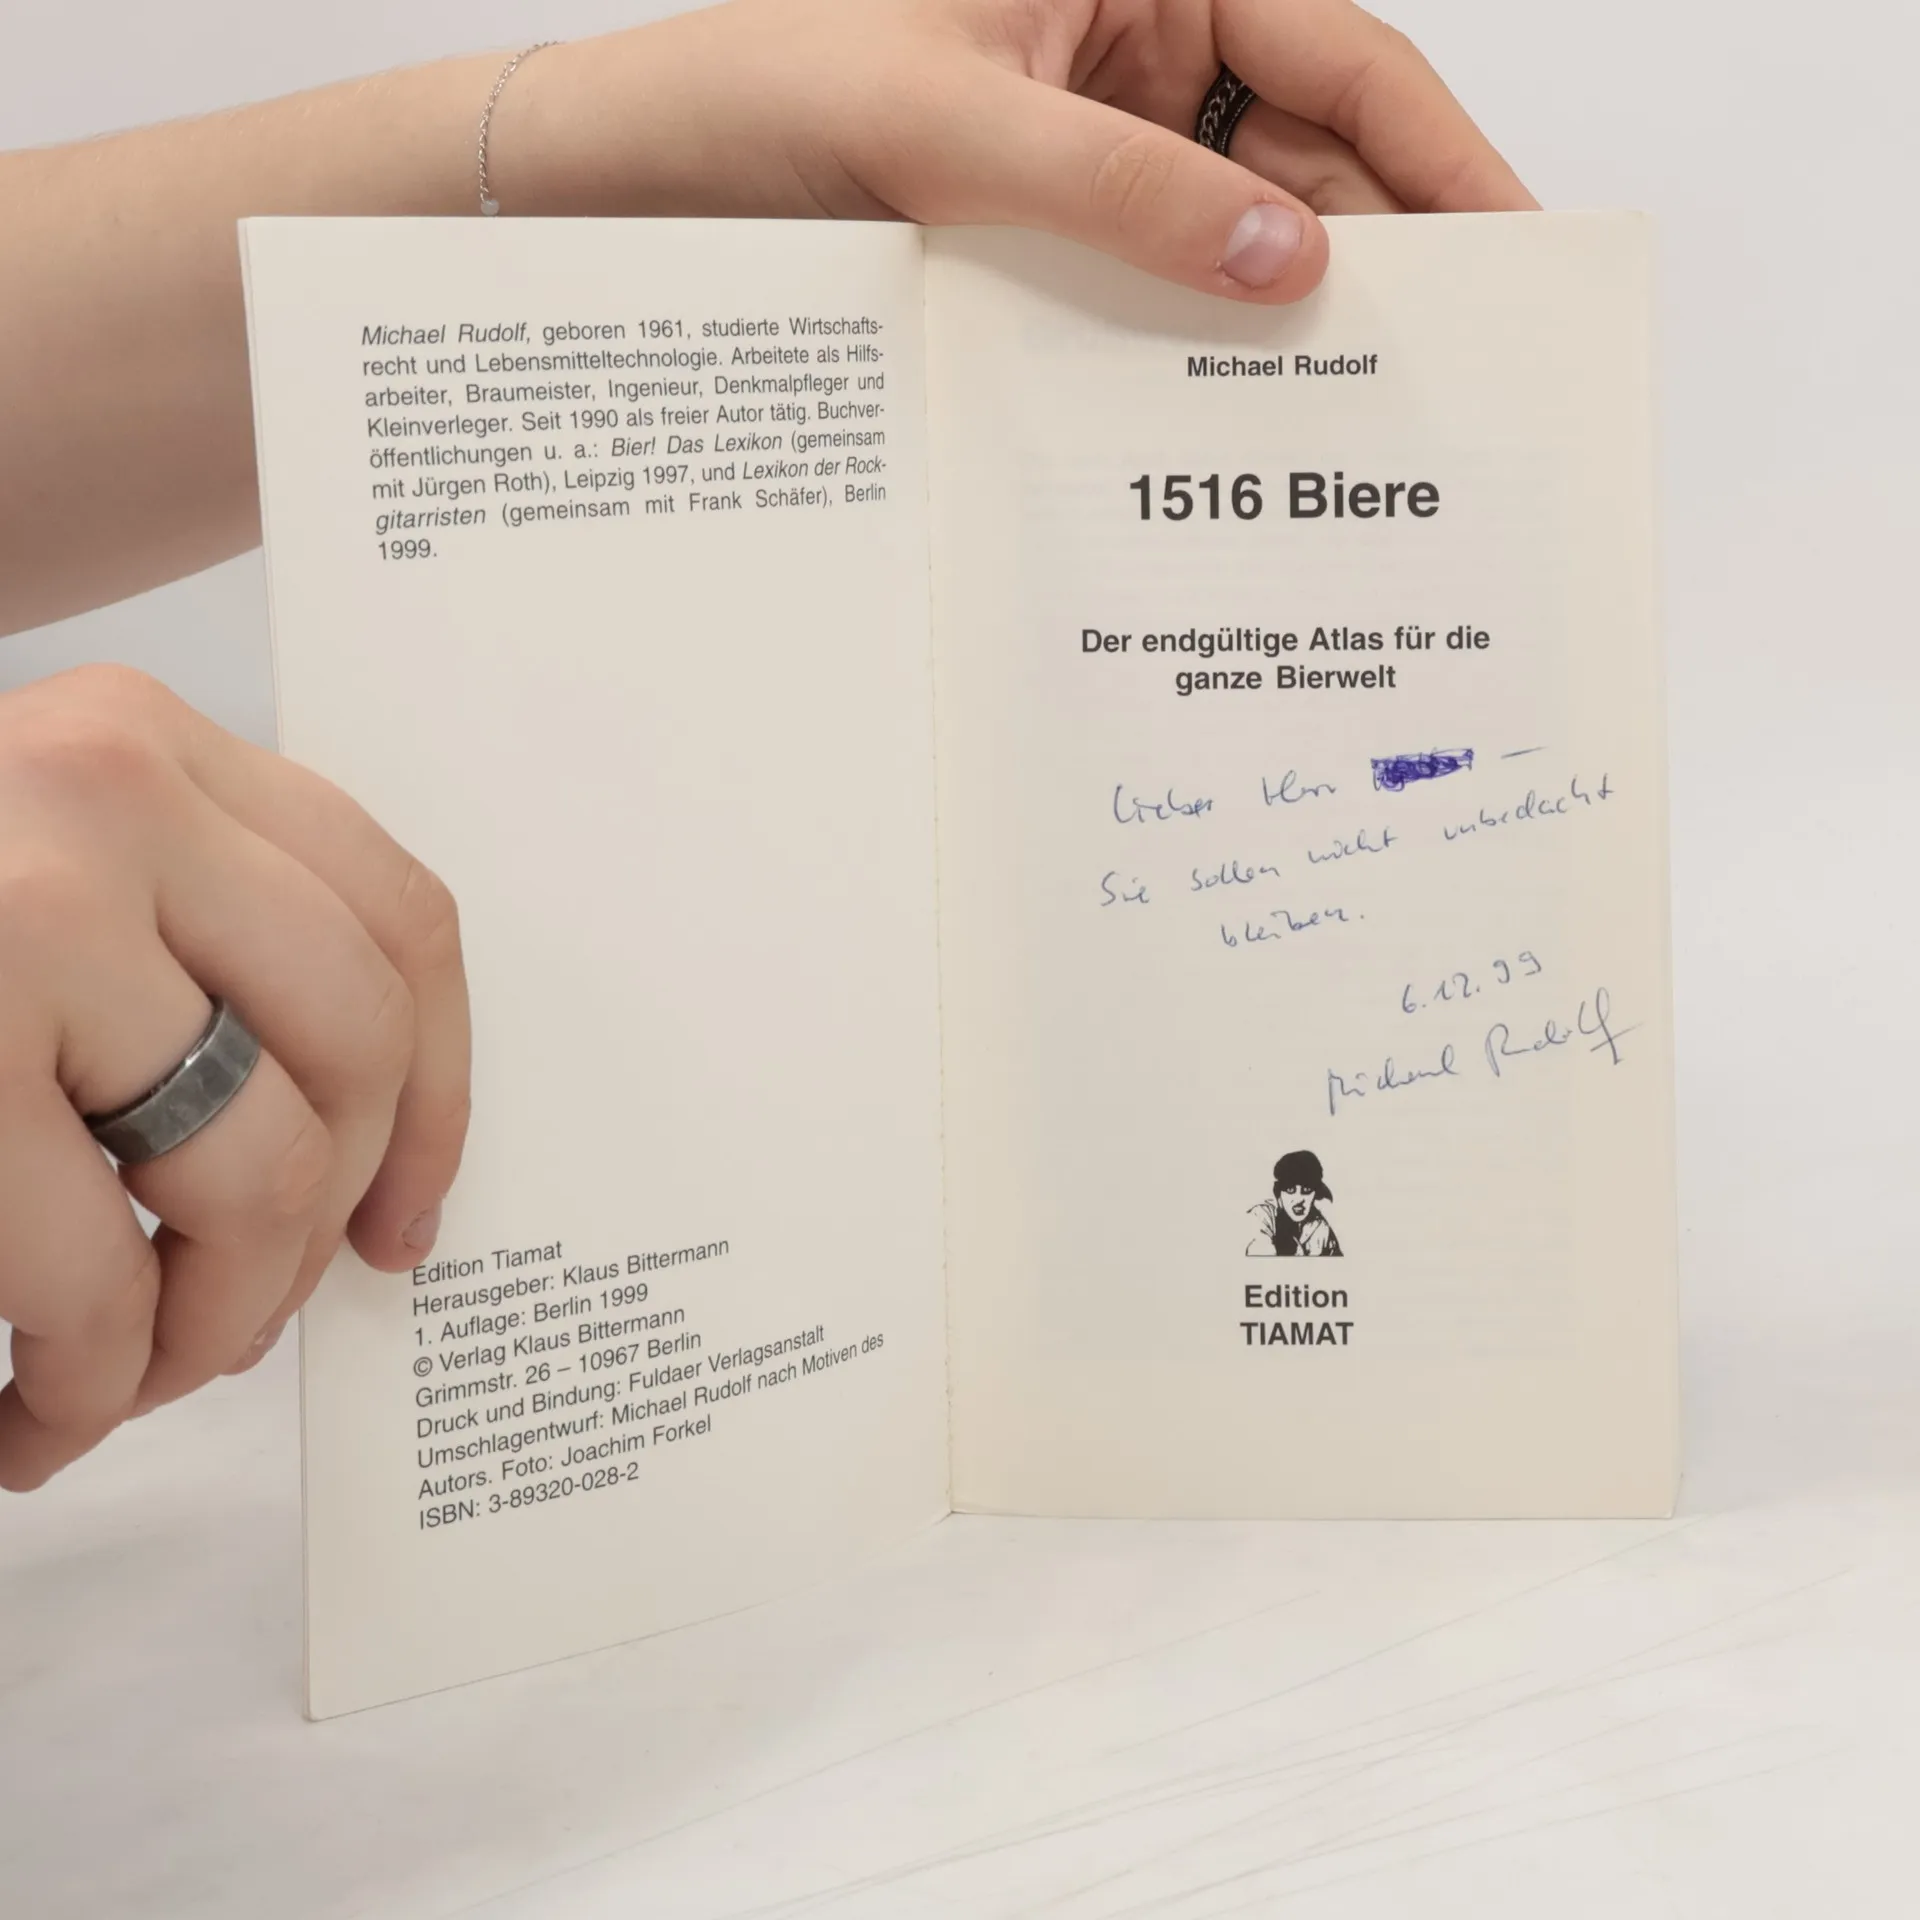 Michael Rudolf, geboren 1961, studierte Wirtschafts-
recht und Lebensmitteltechnologie. Arbeitete als Hilfs-
arbeiter, Braumeister, Ingenieur, Denkmalpfleger und
Kleinverleger. Seit 1990 als freier Autor tätig. Buchver-
öffentlichungen u. a.: Bier! Das Lexikon (gemeinsam
mit Jürgen Roth), Leipzig 1997, und Lexikon der Rock-
gitarristen (gemeinsam mit Frank Schäfer), Berlin
1999.
Edition Tiamat
Herausgeber: Klaus Bittermann
1. Auflage: Berlin 1999
© Verlag Klaus Bittermann
Grimmstr. 26 – 10967 Berlin
Druck und Bindung: Fuldaer Verlagsanstalt
Umschlagentwurf: Michael Rudolf nach Motiven des
Autors. Foto: Joachim Forkel
ISBN: 3-89320-028-2
Michael Rudolf
1516 Biere
Der endgültige Atlas für die
ganze Bierwelt
Lieber Herr —
Sie sollen nicht unbedacht
bleiben.
6.12.99
Michael Rudolf
Edition
TIAMAT